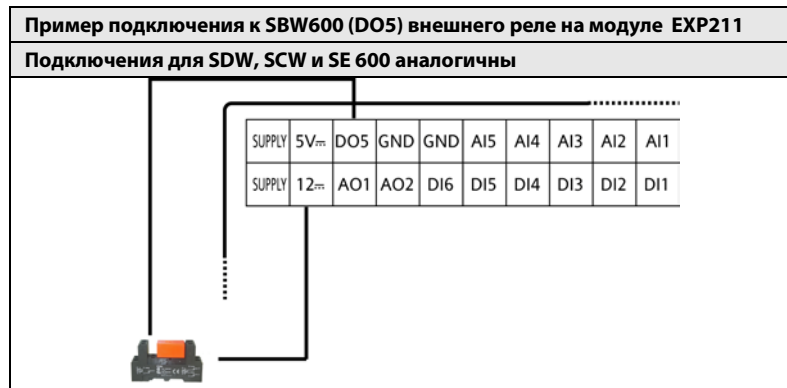 Пример подключения к SBW600 (DO5) внешнего реле на модуле EXP211
Подключения для SDW, SCW и SE 600 аналогичны
SUPPLY 5V⎓ DO5 GND GND AI5 AI4 AI3 AI2 AI1
SUPPLY 12⎓ AO1 AO2 DI6 DI5 DI4 DI3 DI2 DI1